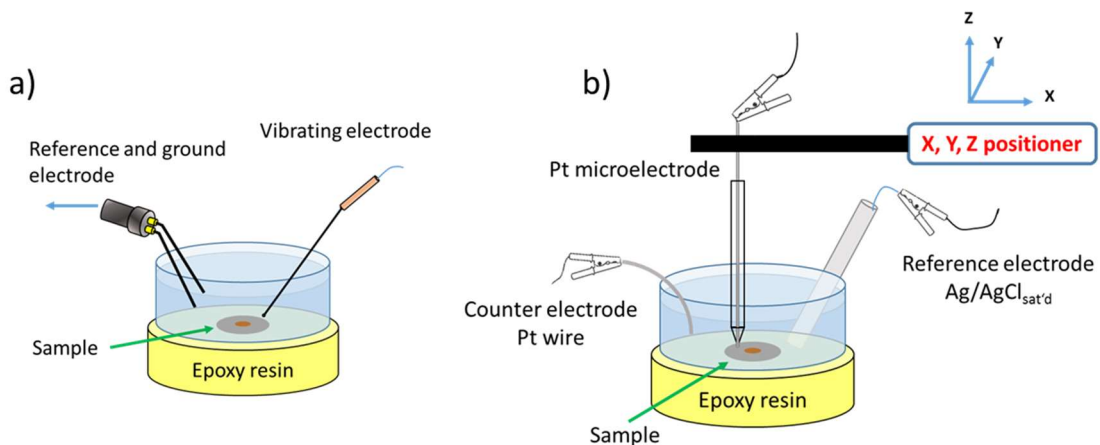 a)
Reference and ground
electrode
Vibrating electrode
Sample
Epoxy resin
b)
Z
Y
X
X, Y, Z positioner
Pt microelectrode
Counter electrode
Pt wire
Reference electrode
Ag/AgClsat'd
Epoxy resin
Sample